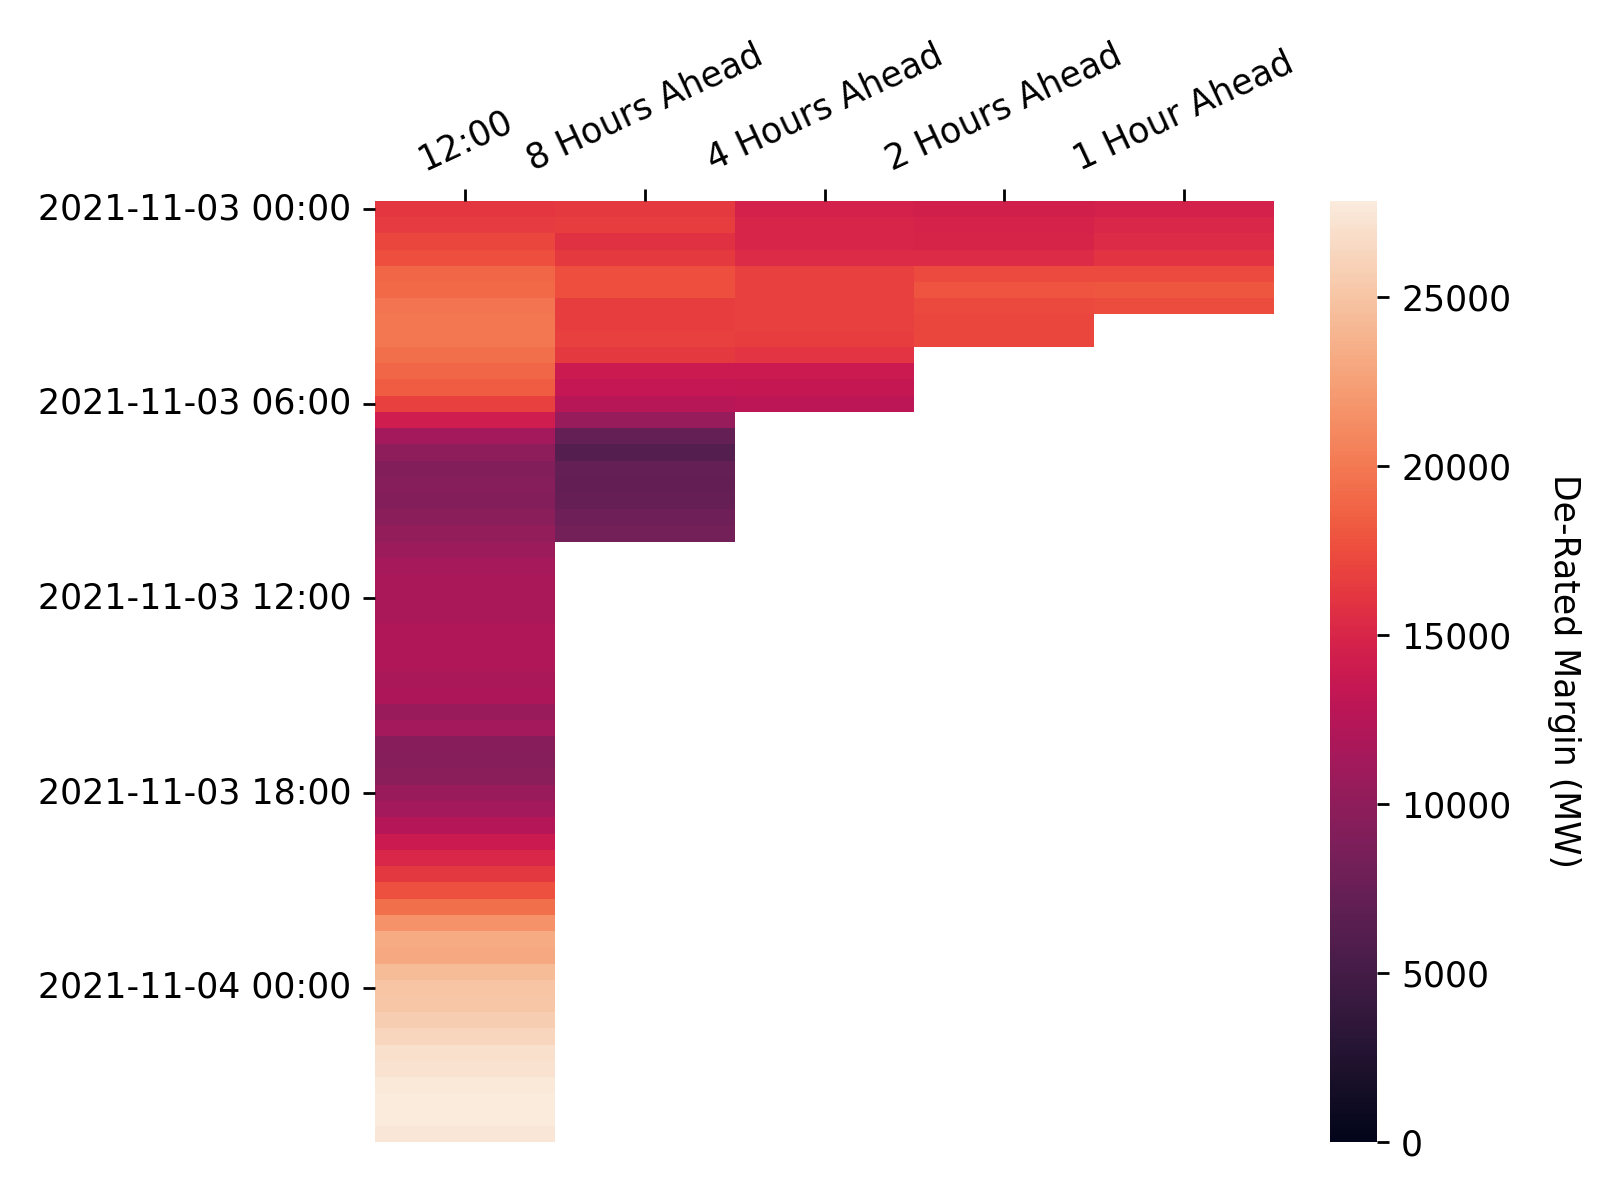 12:00
8 Hours Ahead
4 Hours Ahead
2 Hours Ahead
1 Hour Ahead
2021-11-03 00:00
2021-11-03 06:00
2021-11-03 12:00
2021-11-03 18:00
2021-11-04 00:00
25000
20000
15000
10000
5000
0
De-Rated Margin (MW)